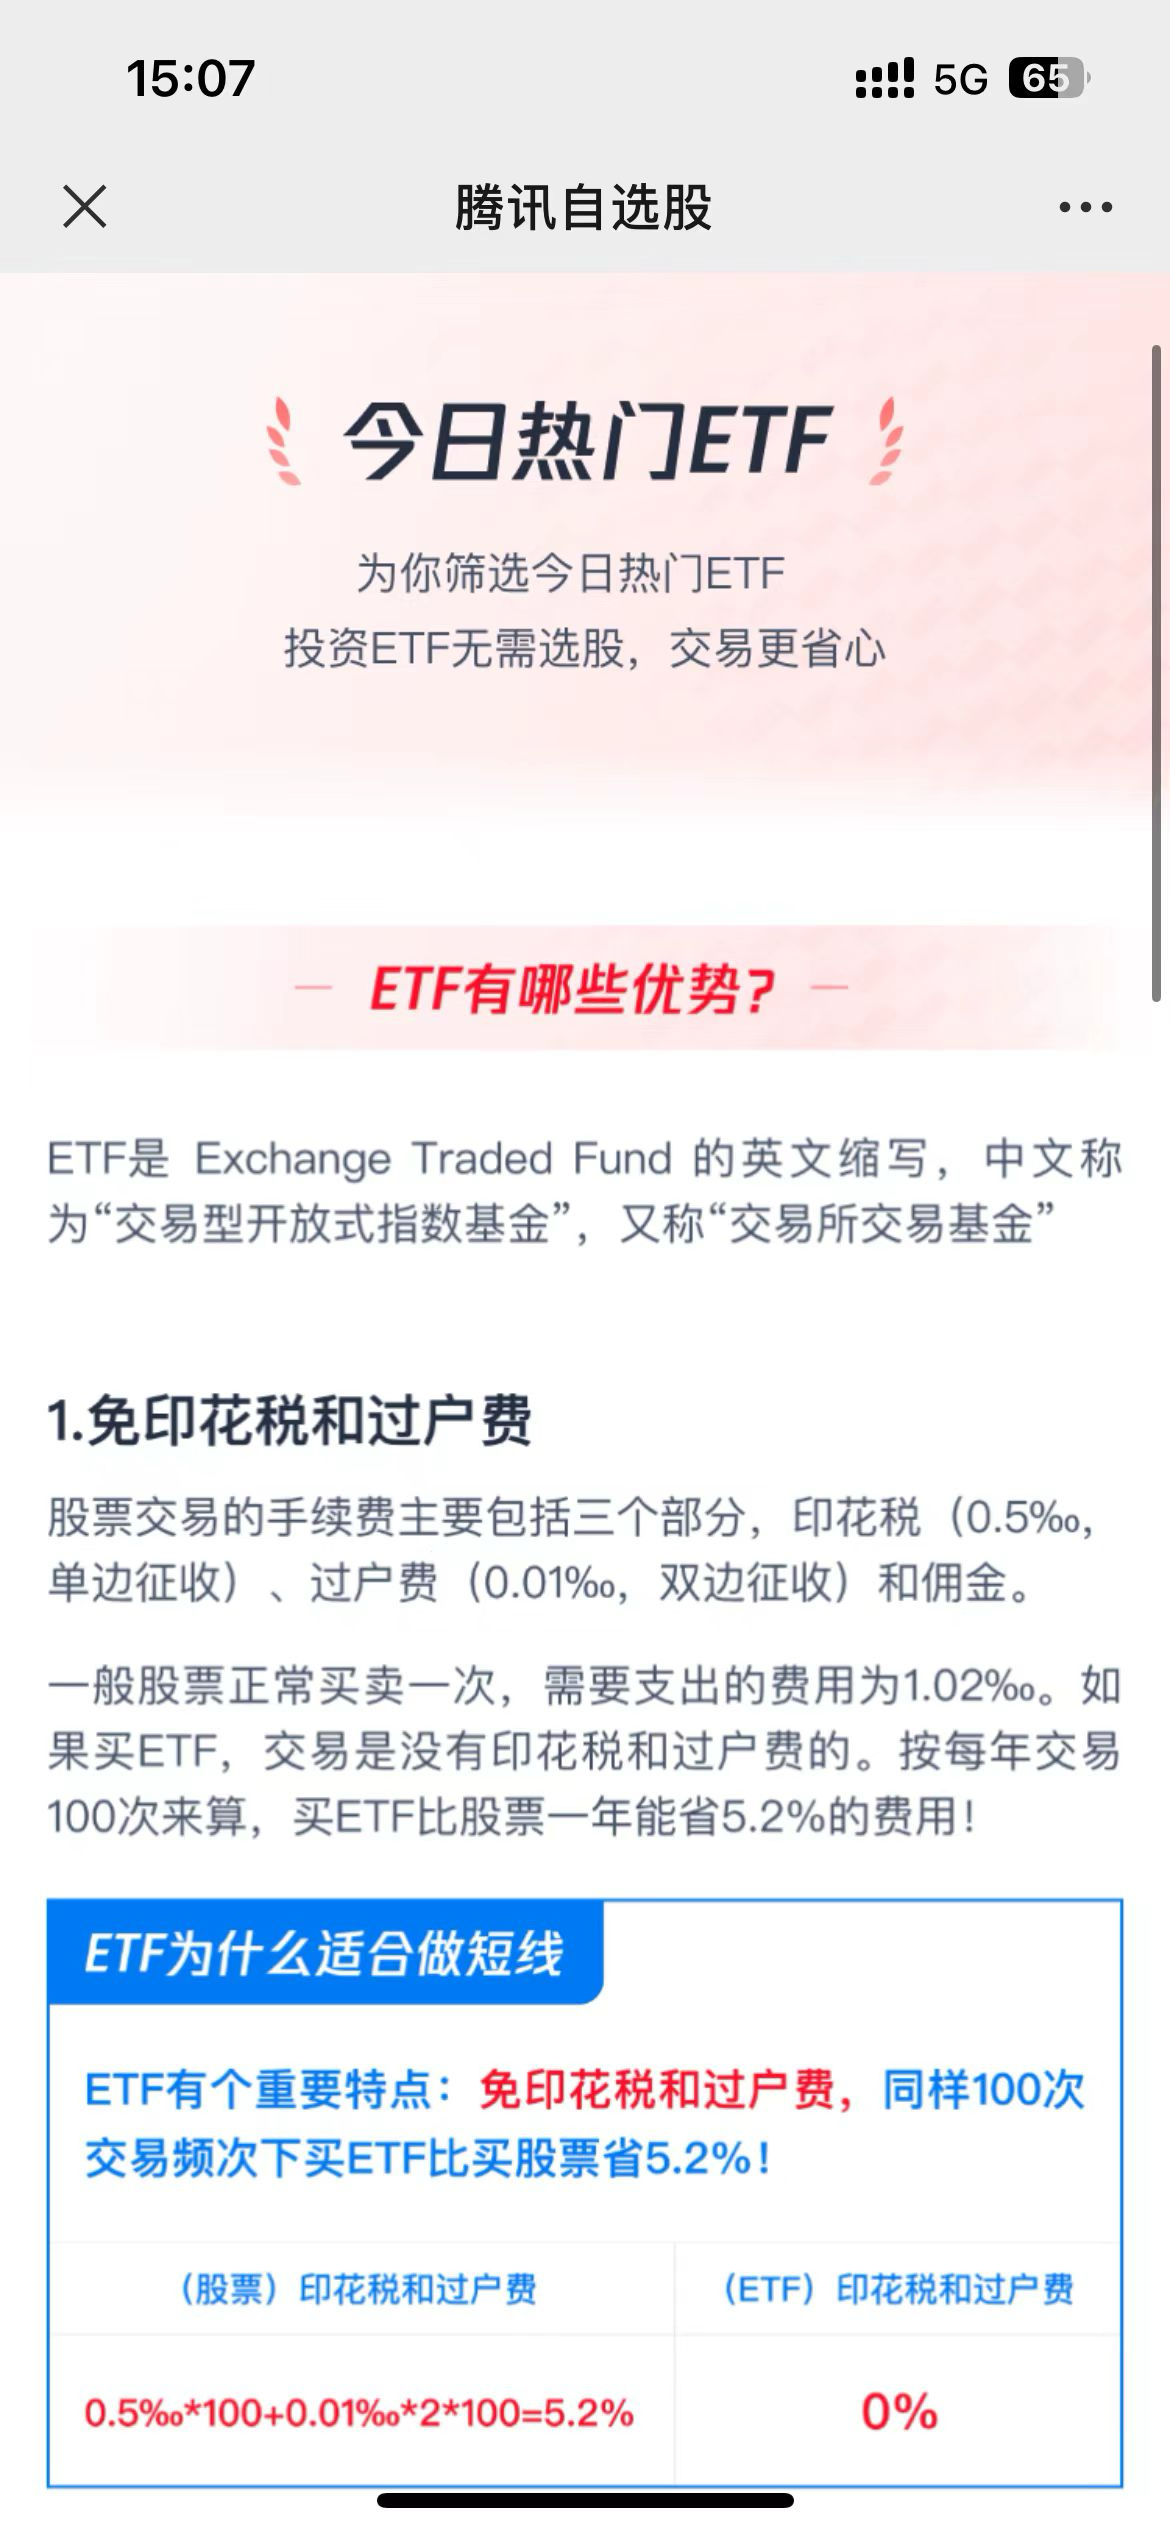 15:07
5G 65
腾讯自选股
今日热门ETF
为你筛选今日热门ETF
投资ETF无需选股，交易更省心
ETF有哪些优势?
ETF是 Exchange Traded Fund 的英文缩写，中文称
为“交易型开放式指数基金”，又称“交易所交易基金”
1.免印花税和过户费
股票交易的手续费主要包括三个部分，印花税（0.5‰，
单边征收）、过户费（0.01‰，双边征收）和佣金。
一般股票正常买卖一次，需要支出的费用为1.02‰。如
果买ETF，交易是没有印花税和过户费的。按每年交易
100次来算，买ETF比股票一年能省5.2%的费用！
ETF为什么适合做短线
ETF有个重要特点：免印花税和过户费，同样100次
交易频次下买ETF比买股票省5.2%！
（股票）印花税和过户费
（ETF）印花税和过户费
0.5‰*100+0.01‰*2*100=5.2%
0%